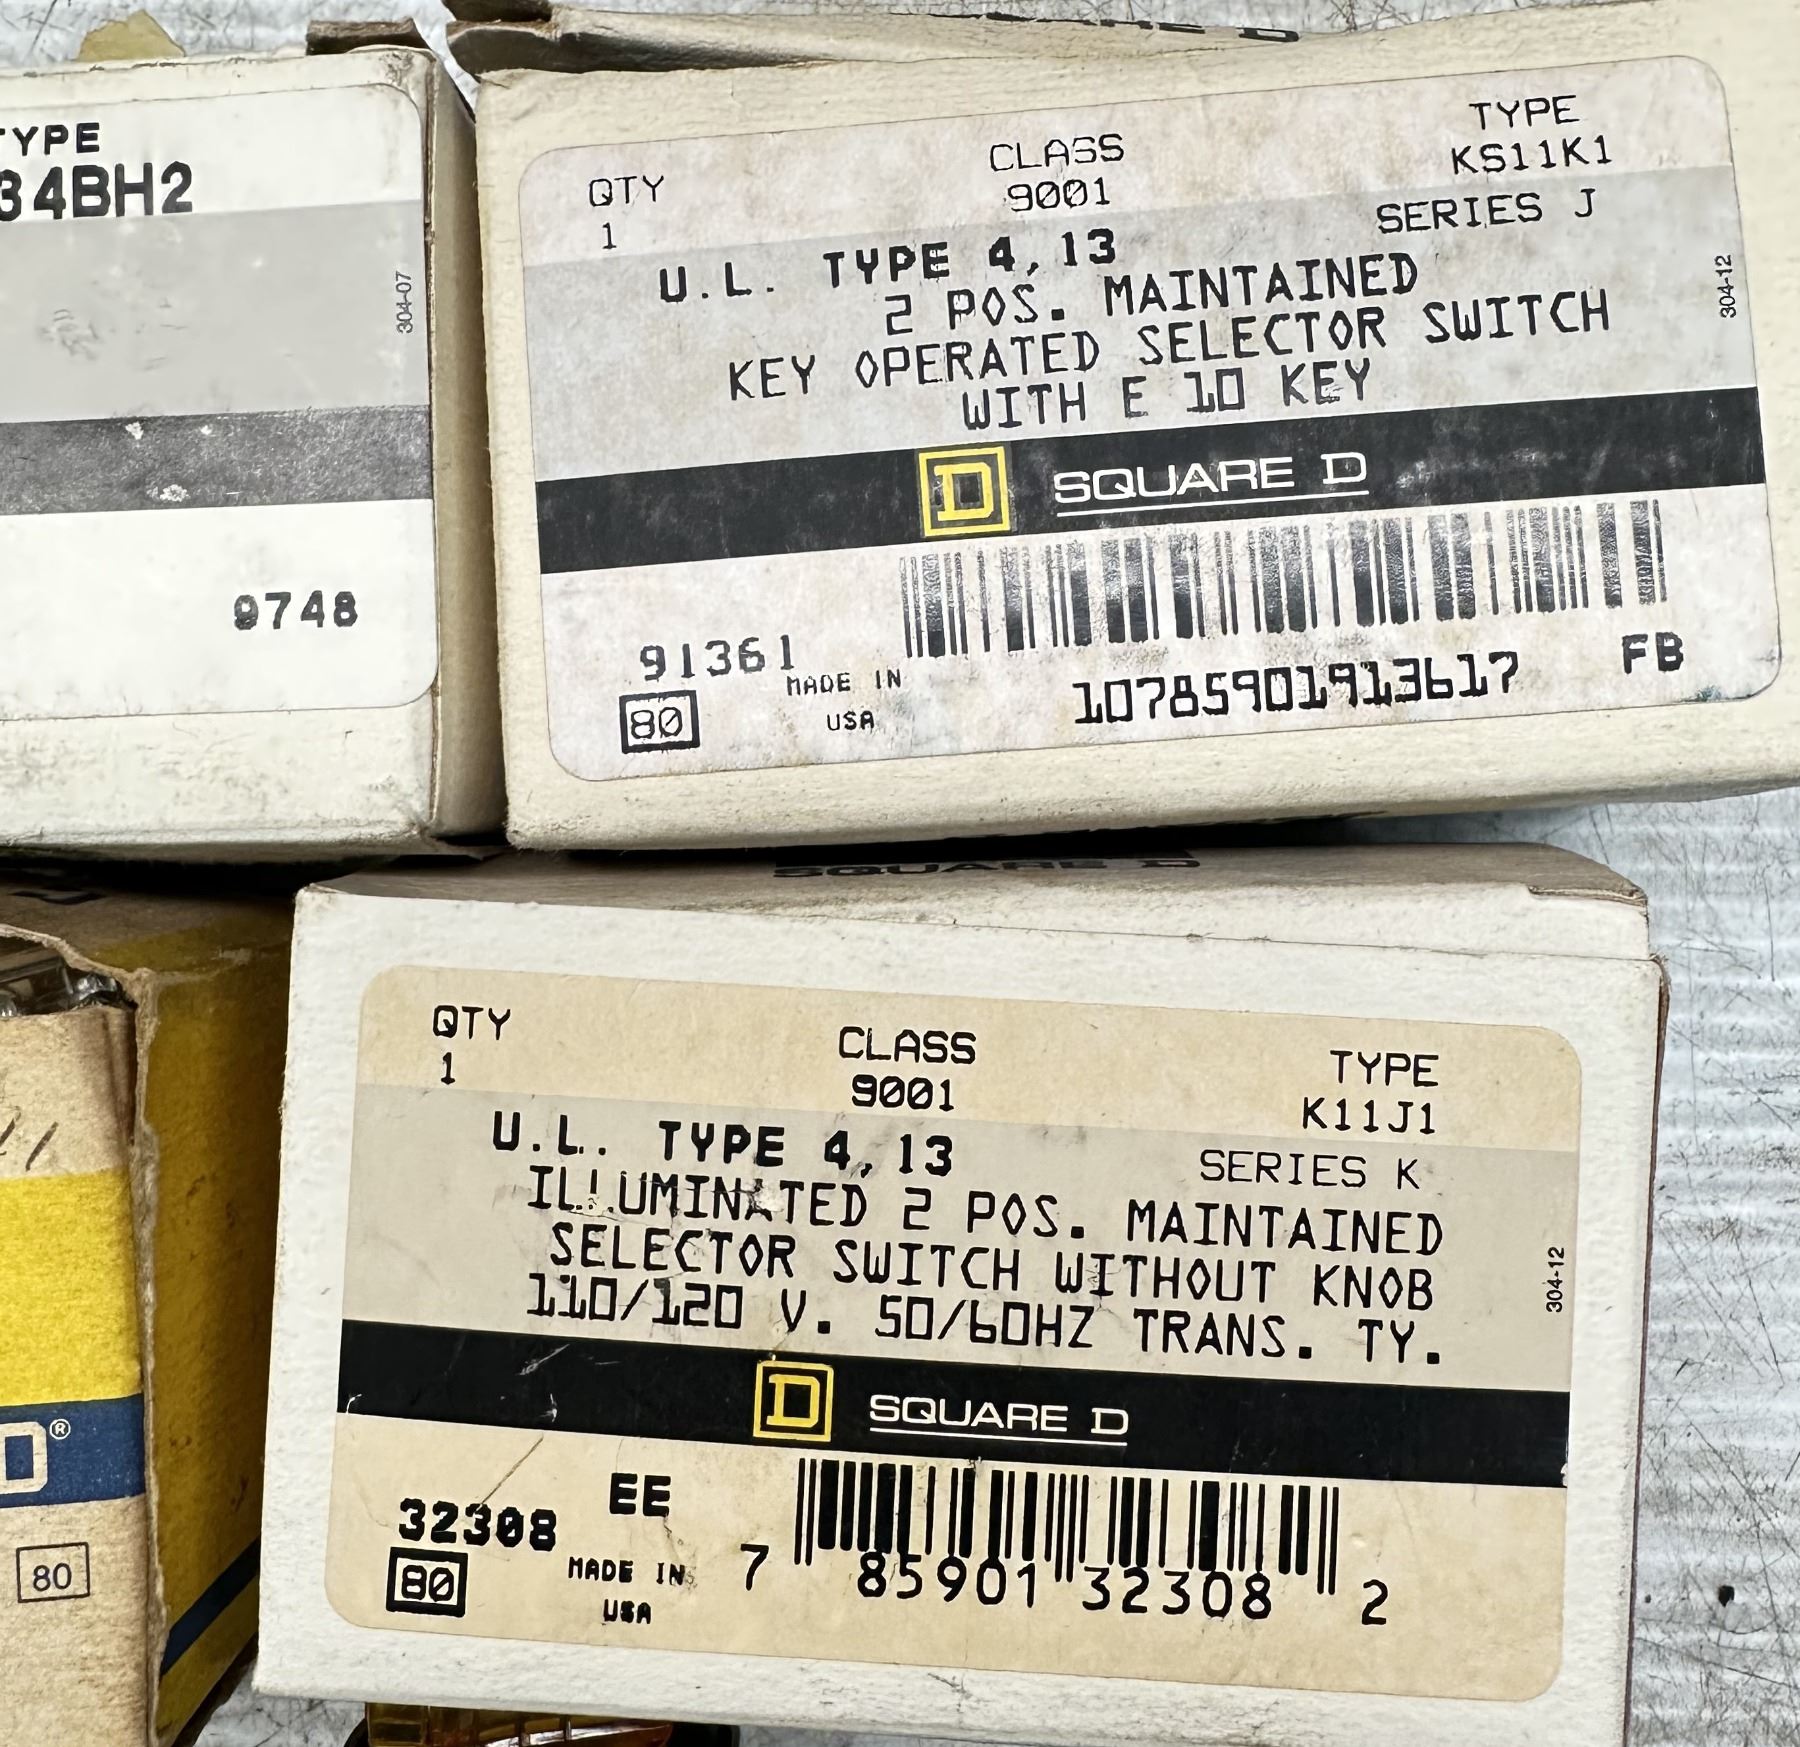 TYPE
34BH2
304-07
9748
TYPE
CLASS
KS11K1
QTY
9001
SERIES J
1
U.L. TYPE 4,13
2 POS. MAINTAINED
KEY OPERATED SELECTOR SWITCH
WITH E 10 KEY
304-12
D SQUARE D
91361
MADE IN
USA
80
10785901913617
FB
SQUARE D
QTY
CLASS
TYPE
1
9001
K11J1
U.L. TYPE 4,13
SERIES K
ILLUMINATED 2 POS. MAINTAINED
SELECTOR SWITCH WITHOUT KNOB
110/120 V. 50/60HZ TRANS. TY.
304-12
D SQUARE D
EE
32308
MADE IN
USA
80
7 85901 32308 2
D®
80